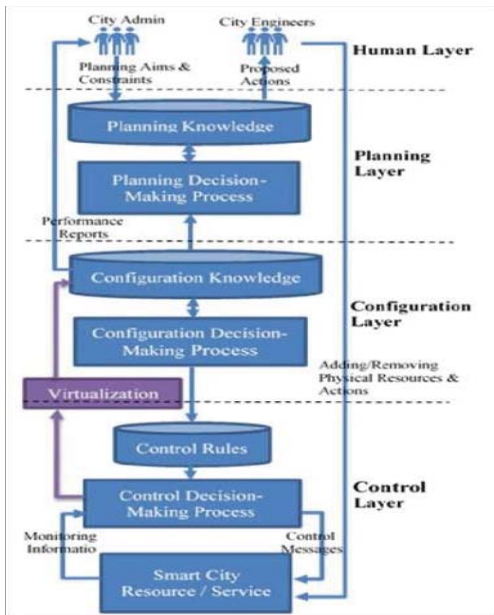 City Admin
City Engineers
Human Layer
Planning Aims &
Constraints
Proposed
Actions
Planning Knowledge
Planning
Layer
Planning Decision-
Making Process
Performance
Reports
Configuration Knowledge
Configuration
Layer
Configuration Decision-
Making Process
Adding/Removing
Physical Resources &
Actions
Virtualization
Control Rules
Control
Layer
Control Decision-
Making Process
Monitoring
Informatio
Control
Messages
Smart City
Resource / Service